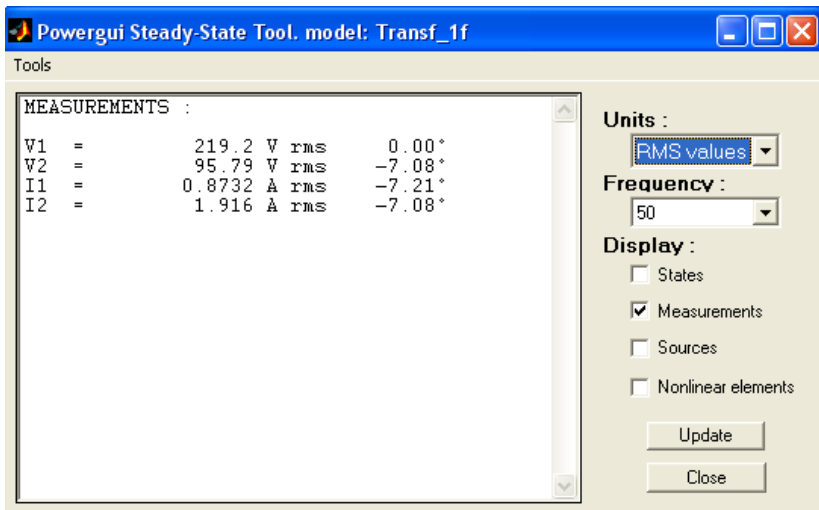 Powergui Steady-State Tool. model: Transf_1f
Tools
MEASUREMENTS :
V1 = 219.2 V rms 0.00°
V2 = 95.79 V rms −7.08°
I1 = 0.8732 A rms −7.21°
I2 = 1.916 A rms −7.08°
Units :
RMS values
Frequency :
50
Display :
States
Measurements
Sources
Nonlinear elements
Update
Close